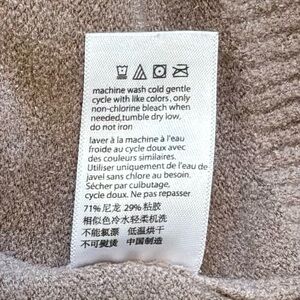 machine wash cold gentle
cycle with like colors, only
non-chlorine bleach when
needed,tumble dry low,
do not iron
laver à la machine à l'eau
froide au cycle doux avec
des couleurs similaires.
Utiliser uniquement de l'eau de
javel sans chlore au besoin.
Sécher par culbutage,
cycle doux. Ne pas repasser
71% 尼龙 29% 粘胶
相似色冷水轻柔机洗
不能氯漂 低温烘干
不可熨烫 中国制造